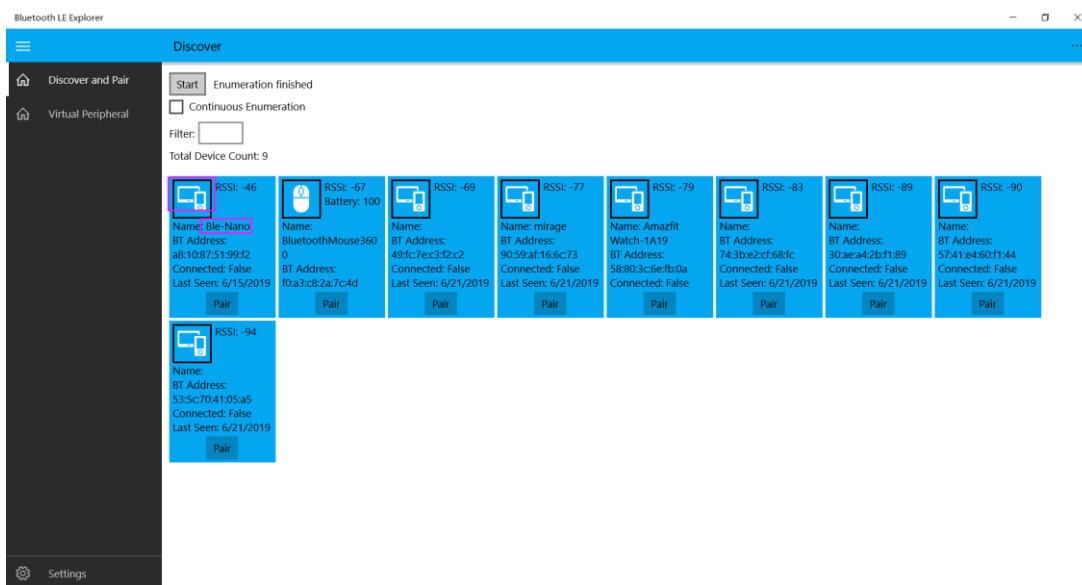 Bluetooth LE Explorer
Discover
Discover and Pair
Virtual Peripheral
Settings
Start Enumeration finished
Continuous Enumeration
Filter:
Total Device Count: 9
RSSI: -46
Name: Ble-Nano
BT Address:
a8:10:87:51:99:f2
Connected: False
Last Seen: 6/15/2019
Pair
RSSI: -67
Battery: 100
Name:
BluetoothMouse360
0
BT Address:
f0:a3:c8:2a:7c:4d
Pair
RSSI: -69
Name:
BT Address:
49:fc:7e:c3:f2:c2
Connected: False
Last Seen: 6/21/2019
Pair
RSSI: -77
Name: mirage
BT Address:
90:59:af:16:6c:73
Connected: False
Last Seen: 6/21/2019
Pair
RSSI: -79
Name: Amazfit
Watch-1A19
BT Address:
58:80:3c:6e:fb:0a
Connected: False
Pair
RSSI: -83
Name:
BT Address:
74:3b:e2:cf:68:fc
Connected: False
Last Seen: 6/21/2019
Pair
RSSI: -89
Name:
BT Address:
30:ae:a4:2b:f1:89
Connected: False
Last Seen: 6/21/2019
Pair
RSSI: -90
Name:
BT Address:
57:41:e4:60:f1:44
Connected: False
Last Seen: 6/21/2019
Pair
RSSI: -94
Name:
BT Address:
53:5c:70:41:05:a5
Connected: False
Last Seen: 6/21/2019
Pair